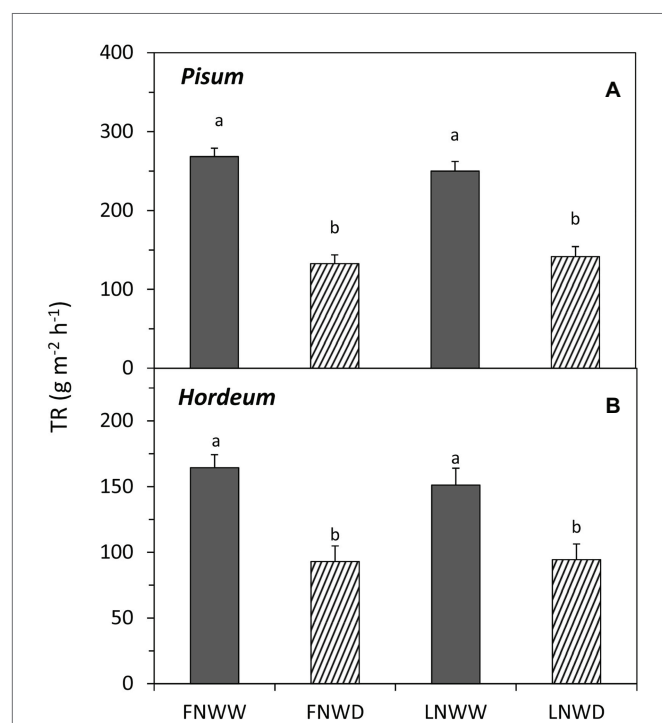 400
Pisum
A
a
a
300
b
b
200
100
0
TR (g m-2 h-1)
Hordeum
B
200
a
a
150
b
b
100
50
0
FNWW FNWD LNWW LNWD